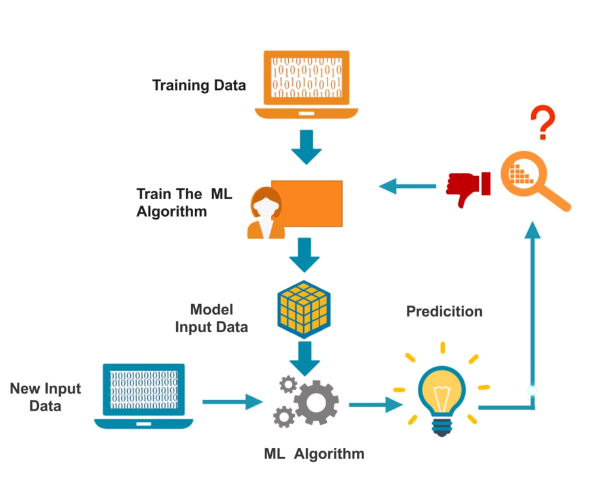 Training Data
?
Train The ML
Algorithm
Model
Input Data
Predicition
New Input
Data
ML Algorithm